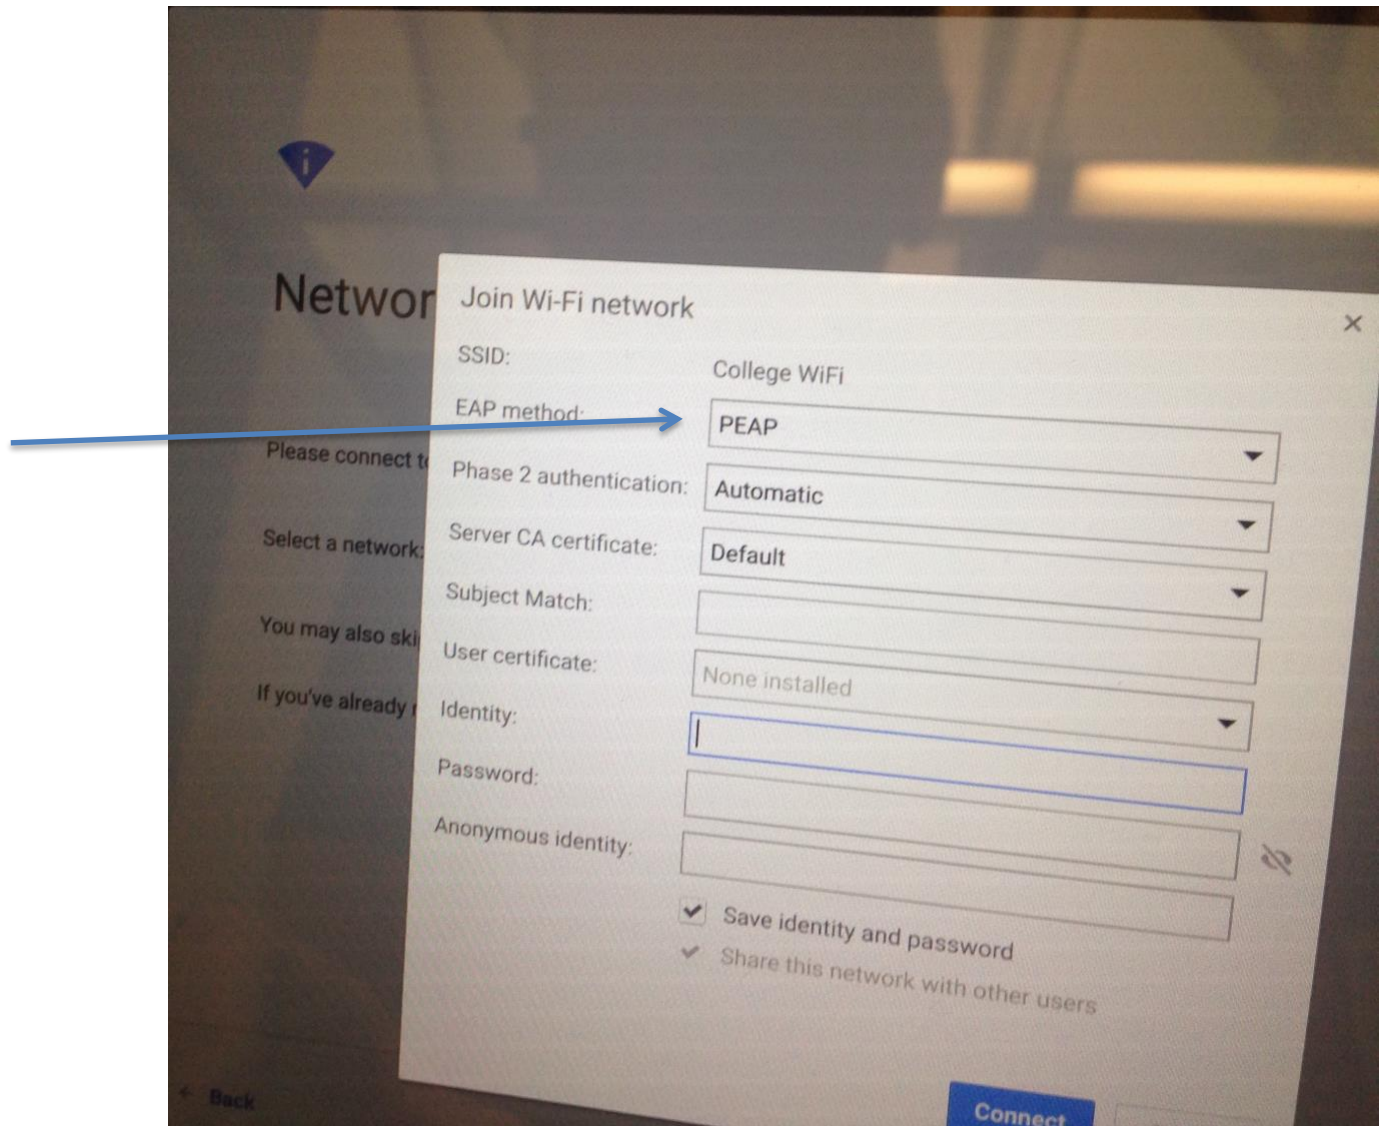 i
Networ
Join Wi-Fi network
SSID:
College WiFi
EAP method:
PEAP
Please connect to
Phase 2 authentication:
Automatic
Select a network:
Server CA certificate:
Default
Subject Match:
You may also ski
User certificate:
None installed
If you've already r
Identity:
Password:
Anonymous identity:
Save identity and password
Share this network with other users
Back
Connect